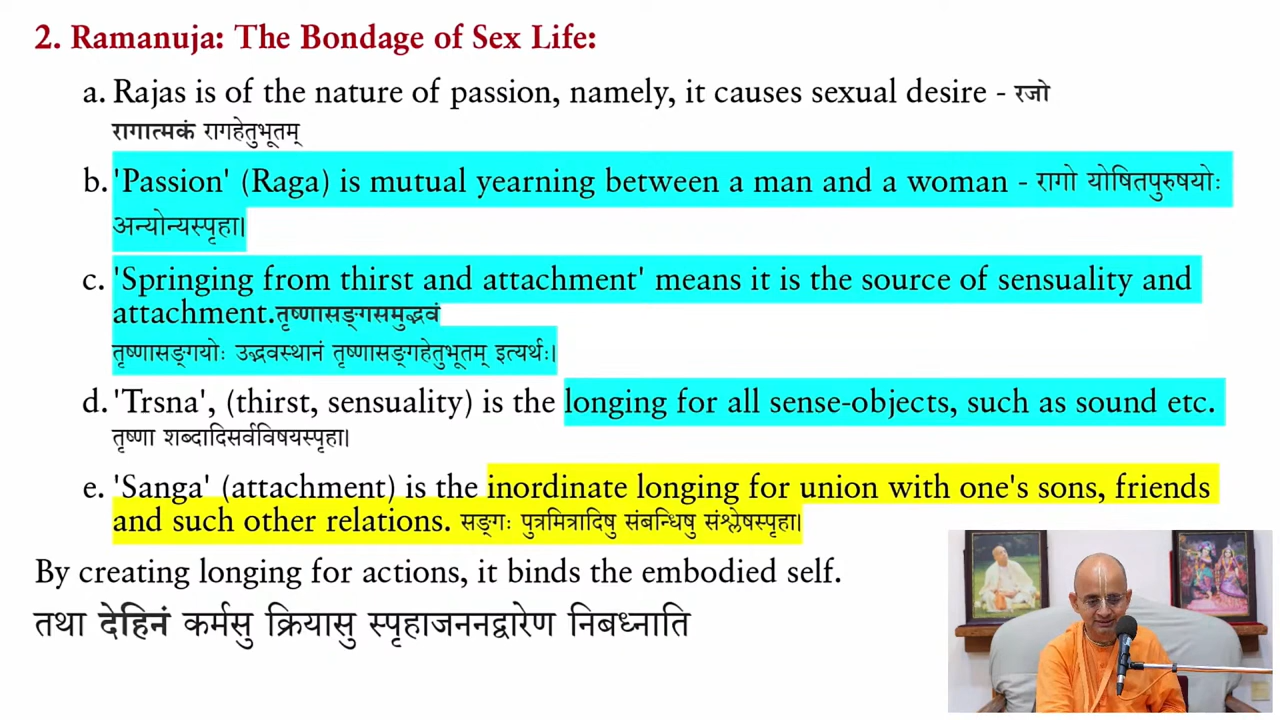 2. Ramanuja: The Bondage of Sex Life:
a. Rajas is of the nature of passion, namely, it causes sexual desire - रजो
रागात्मकं रागहेतुभूतम्
b. 'Passion' (Raga) is mutual yearning between a man and a woman - रागो योषितपुरुषयोः
अन्योन्यस्पृहा।
c. 'Springing from thirst and attachment' means it is the source of sensuality and
attachment.तृष्णासङ्गसमुद्भवं
तृष्णासङ्गयोः उद्भवस्थानं तृष्णासङ्गहेतुभूतम् इत्यर्थः।
d. 'Trsna', (thirst, sensuality) is the longing for all sense-objects, such as sound etc.
तृष्णा शब्दादिसर्वविषयस्पृहा।
e. 'Sanga' (attachment) is the inordinate longing for union with one's sons, friends
and such other relations. सङ्गः पुत्रमित्रादिषु संबन्धिषु संश्लेषस्पृहा।
By creating longing for actions, it binds the embodied self.
तथा देहिनं कर्मसु क्रियासु स्पृहाजननद्वारेण निबध्नाति